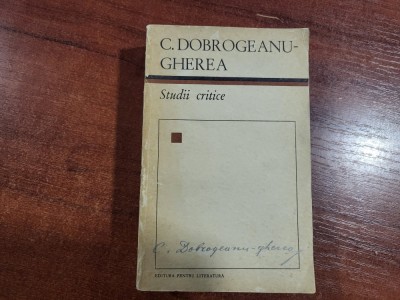 C. DOBROGEANU-
GHEREA
Studii critice
C. Dobrogeanu-Gherea
EDITURA PENTRU LITERATURA